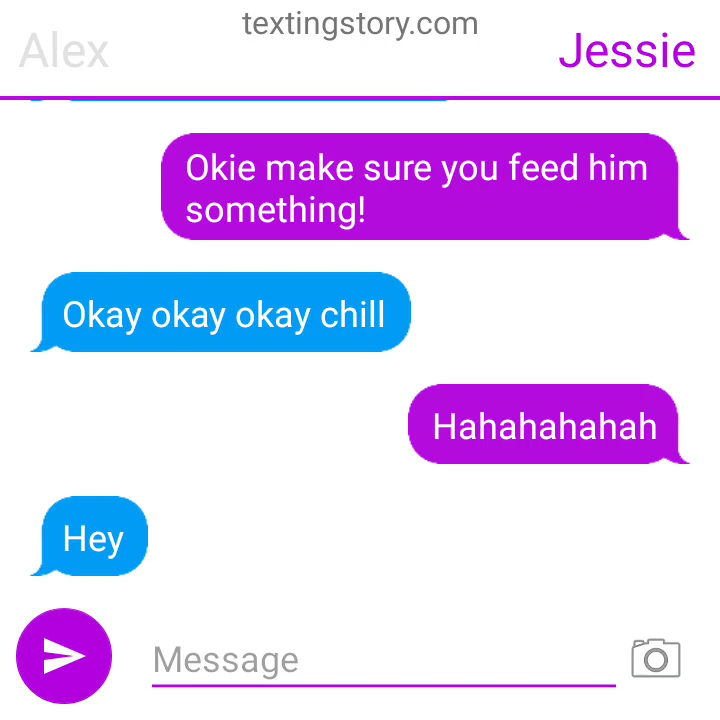 textingstory.com
Alex
Jessie
Okie make sure you feed him
something!
Okay okay okay chill
Hahahahahah
Hey
Message